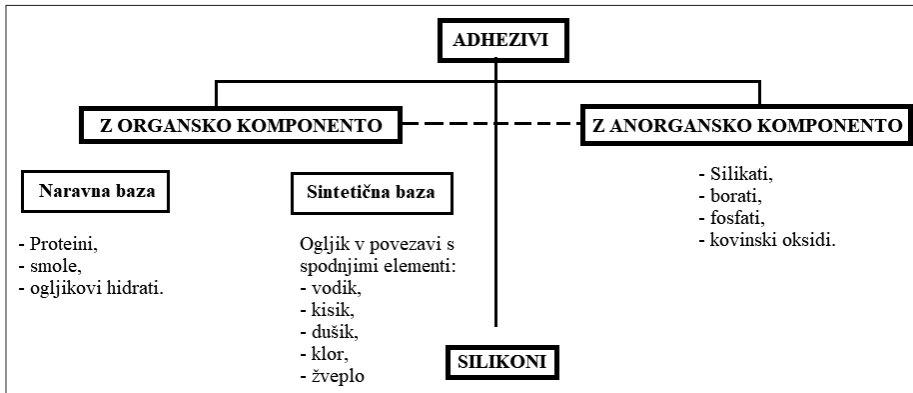 ADHEZIVI
Z ORGANSKO KOMPONENTO
Z ANORGANSKO KOMPONENTO
Naravna baza
- Proteini,
- smole,
- ogljikovi hidrati.
Sintetična baza
Ogljik v povezavi s
spodnjimi elementi:
- vodik,
- kisik,
- dušik,
- klor,
- žveplo
- Silikati,
- borati,
- fosfati,
- kovinski oksidi.
SILIKONI